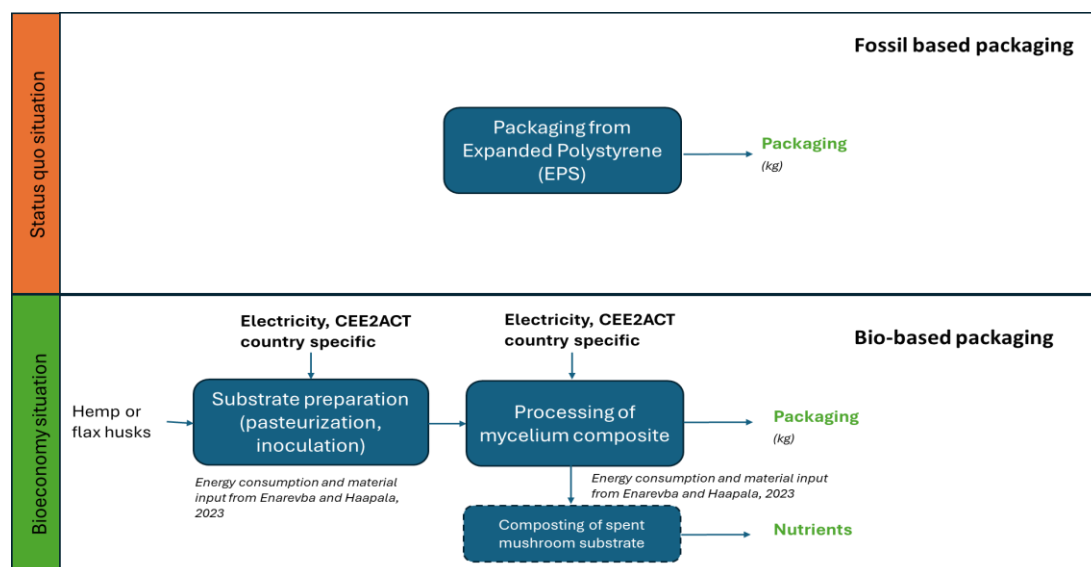 Status quo situation
Fossil based packaging
Packaging from
Expanded Polystyrene
(EPS)
Packaging
(kg)
Bioeconomy situation
Bio-based packaging
Electricity, CEE2ACT
country specific
Electricity, CEE2ACT
country specific
Hemp or
flax husks
Substrate preparation
(pasteurization,
inoculation)
Processing of
mycelium composite
Packaging
(kg)
Energy consumption and material
input from Enarevba and Haapala,
2023
Energy consumption and material input
from Enarevba and Haapala, 2023
Composting of spent
mushroom substrate
Nutrients